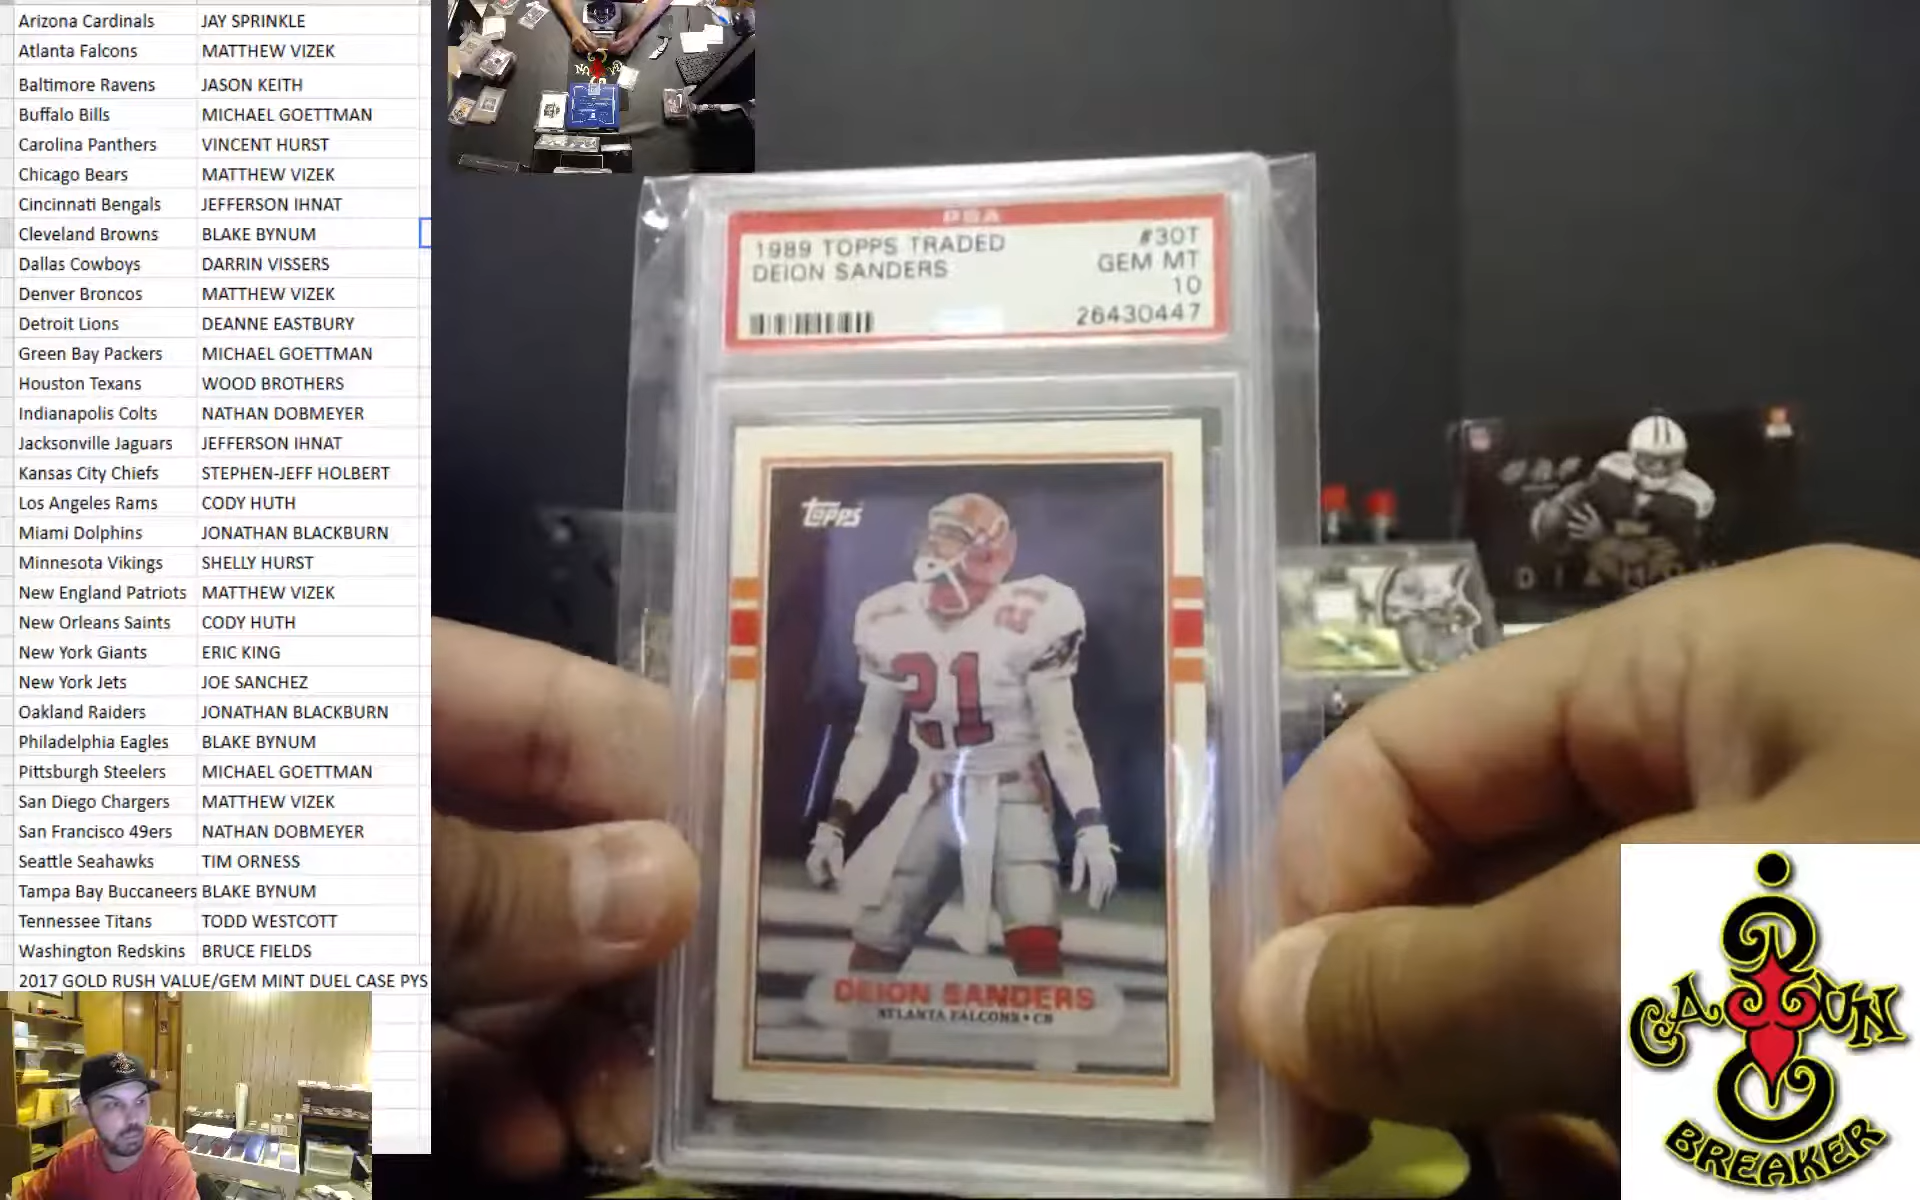 Arizona Cardinals JAY SPRINKLE
Atlanta Falcons MATTHEW VIZEK
Baltimore Ravens JASON KEITH
Buffalo Bills MICHAEL GOETTMAN
Carolina Panthers VINCENT HURST
Chicago Bears MATTHEW VIZEK
Cincinnati Bengals JEFFERSON IHNAT
Cleveland Browns BLAKE BYNUM
Dallas Cowboys DARRIN VISSERS
Denver Broncos MATTHEW VIZEK
Detroit Lions DEANNE EASTBURY
Green Bay Packers MICHAEL GOETTMAN
Houston Texans WOOD BROTHERS
Indianapolis Colts NATHAN DOBMEYER
Jacksonville Jaguars JEFFERSON IHNAT
Kansas City Chiefs STEPHEN-JEFF HOLBERT
Los Angeles Rams CODY HUTH
Miami Dolphins JONATHAN BLACKBURN
Minnesota Vikings SHELLY HURST
New England Patriots MATTHEW VIZEK
New Orleans Saints CODY HUTH
New York Giants ERIC KING
New York Jets JOE SANCHEZ
Oakland Raiders JONATHAN BLACKBURN
Philadelphia Eagles BLAKE BYNUM
Pittsburgh Steelers MICHAEL GOETTMAN
San Diego Chargers MATTHEW VIZEK
San Francisco 49ers NATHAN DOBMEYER
Seattle Seahawks TIM ORNESS
Tampa Bay Buccaneers BLAKE BYNUM
Tennessee Titans TODD WESTCOTT
Washington Redskins BRUCE FIELDS
2017 GOLD RUSH VALUE/GEM MINT DUEL CASE PYS
PSA
1989 TOPPS TRADED #30T
DEION SANDERS GEM MT
10
26430447
topps
21
21
DEION SANDERS
ATLANTA FALCONS • CB
CAJUN
BREAKER